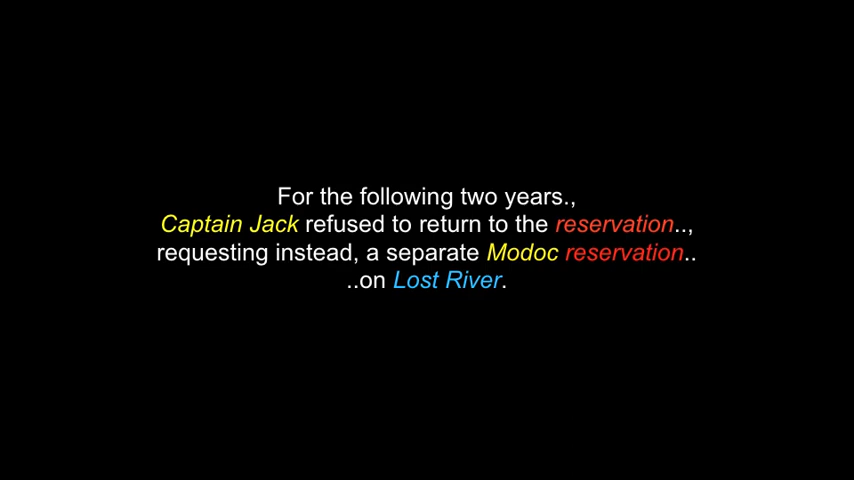 For the following two years.,
Captain Jack refused to return to the reservation..,
requesting instead, a separate Modoc reservation..
..on Lost River.